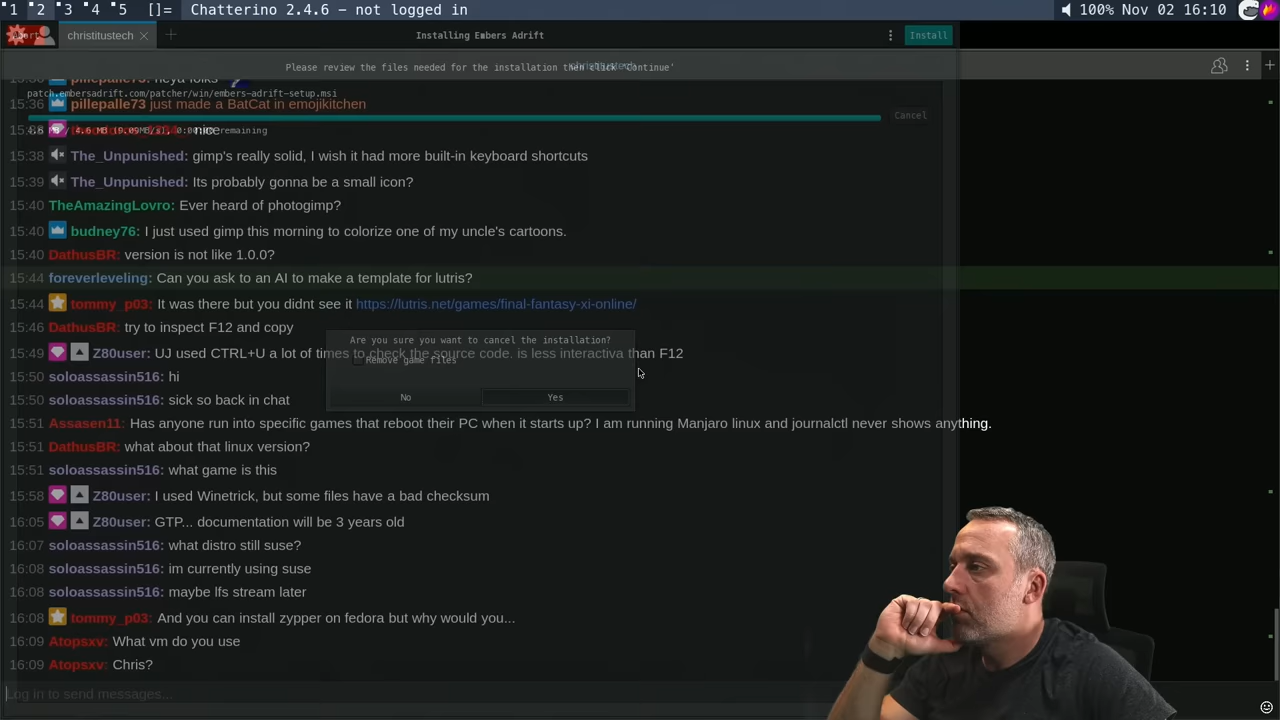 1 2 3 4 5 []= Chatterino 2.4.6 - not logged in 100% Nov 02 16:10
christitustech Installing Embers Adrift Install
Please review the files needed for the installation then click 'Continue'
christitustech
pillepalle73: heya folks
patch.embersadrift.com/patcher/win/embers-adrift-setup.msi
15:36 pillepalle73 just made a BatCat in emojikitchen
Cancel
nice
remaining
15:38 The_Unpunished: gimp's really solid, I wish it had more built-in keyboard shortcuts
15:39 The_Unpunished: Its probably gonna be a small icon?
15:40 TheAmazingLovro: Ever heard of photogimp?
15:40 budney76: I just used gimp this morning to colorize one of my uncle's cartoons.
15:40 DathusBR: version is not like 1.0.0?
15:44 foreverleveling: Can you ask to an AI to make a template for lutris?
15:44 tommy_p03: It was there but you didnt see it https://lutris.net/games/final-fantasy-xi-online/
15:46 DathusBR: try to inspect F12 and copy
Are you sure you want to cancel the installation?
15:49 Z80user: UJ used CTRL+U a lot of times to check the source code. is less interactiva than F12
Remove game files
15:50 soloassassin516: hi
No Yes
15:50 soloassassin516: sick so back in chat
15:51 Assasen11: Has anyone run into specific games that reboot their PC when it starts up? I am running Manjaro linux and journalctl never shows anything.
15:51 DathusBR: what about that linux version?
15:51 soloassassin516: what game is this
15:58 Z80user: I used Winetrick, but some files have a bad checksum
16:05 Z80user: GTP... documentation will be 3 years old
16:07 soloassassin516: what distro still suse?
16:08 soloassassin516: im currently using suse
16:08 soloassassin516: maybe lfs stream later
16:08 tommy_p03: And you can install zypper on fedora but why would you...
16:09 Atopsxv: What vm do you use
16:09 Atopsxv: Chris?
Log in to send messages...